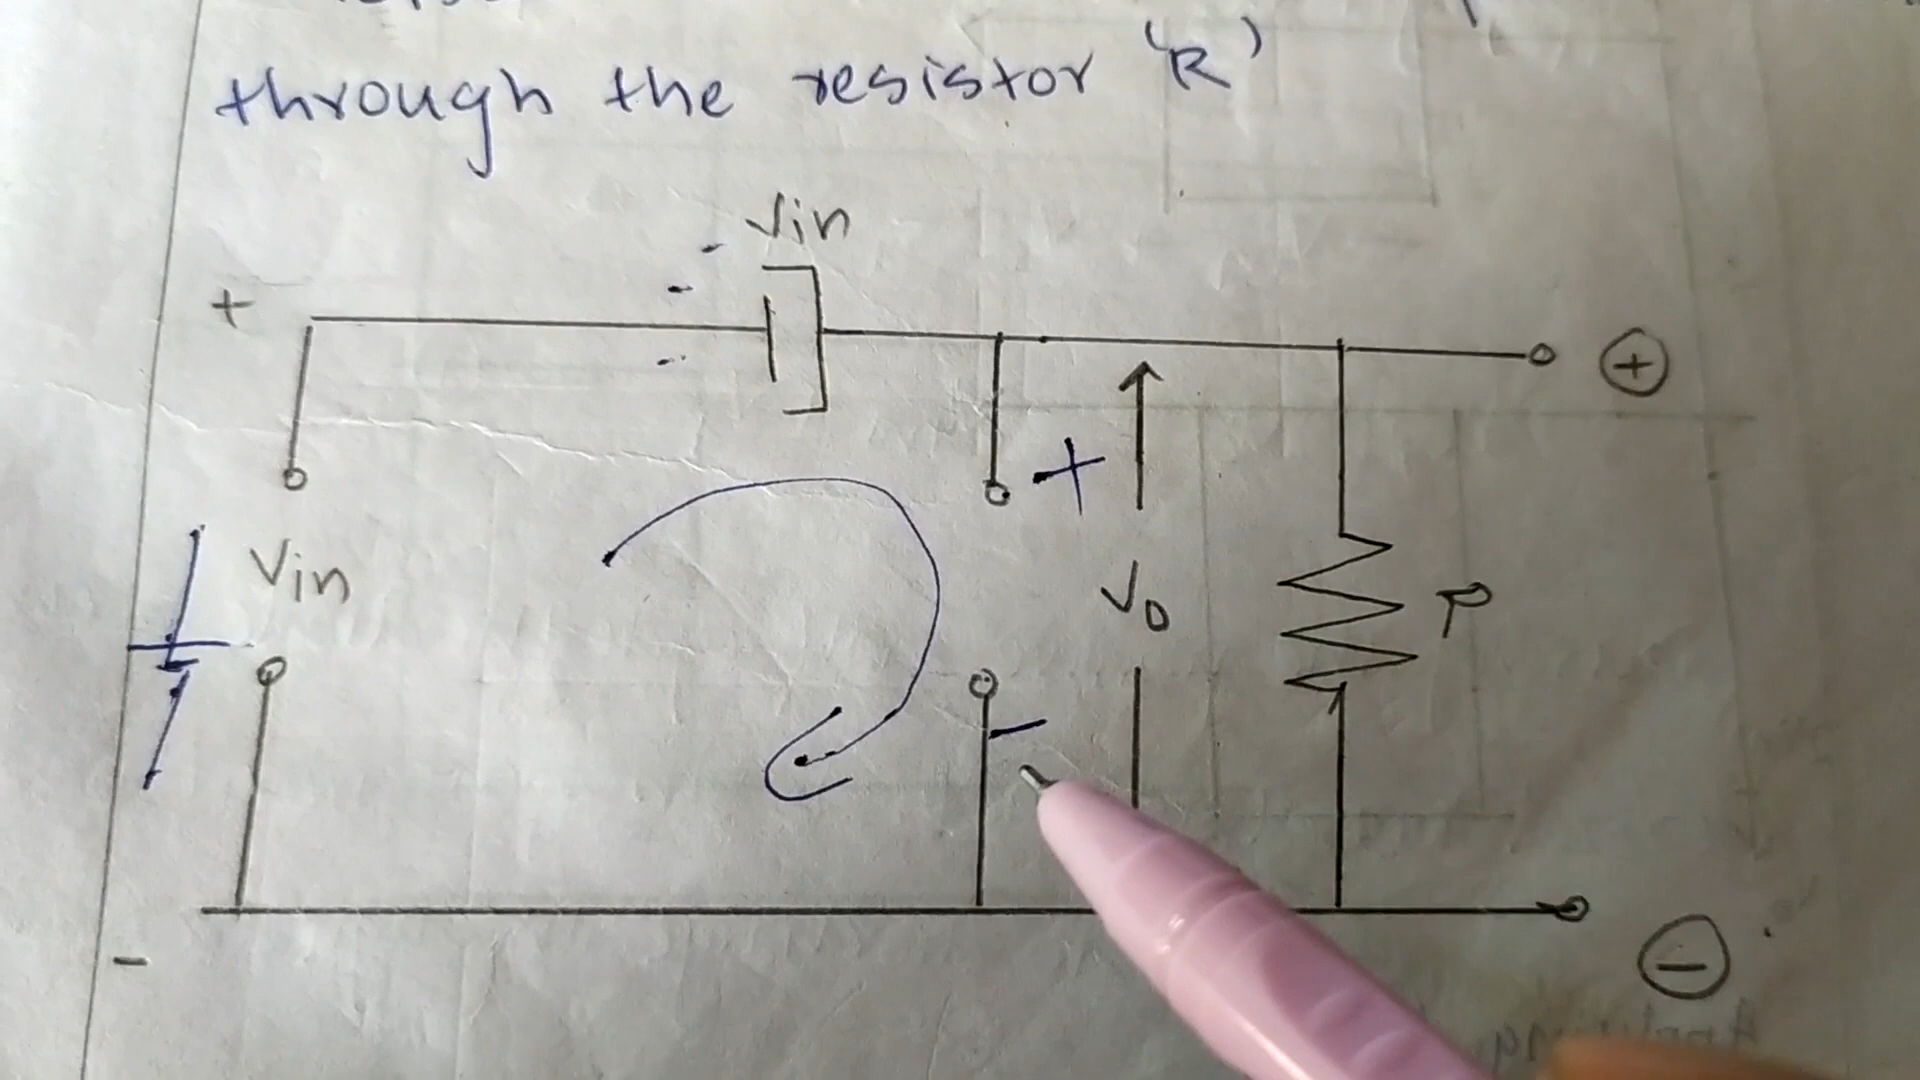 through the resistor 'R'
Vin
+
+
+
Vin
Vo
R
-
-
-